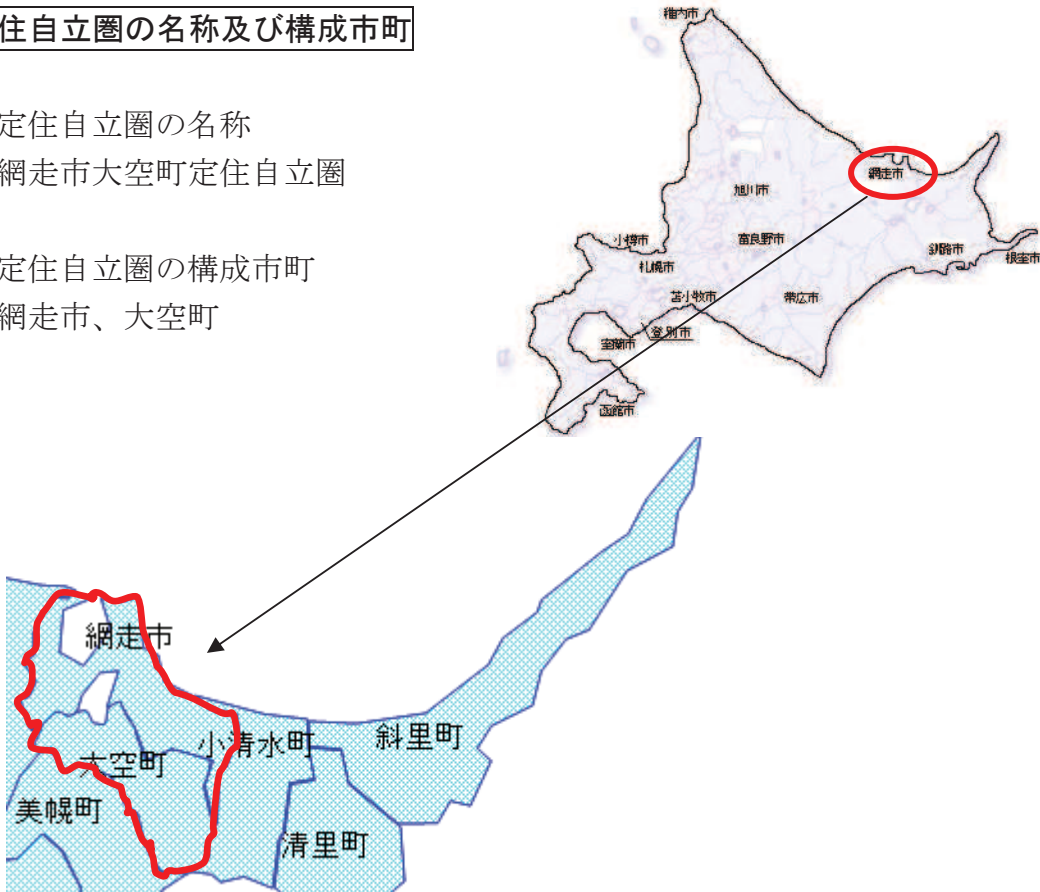 住自立圏の名称及び構成市町
定住自立圏の名称
網走市大空町定住自立圏
定住自立圏の構成市町
網走市、大空町
稚内市
網走市
旭川市
小樽市
富良野市
札幌市
釧路市
根室市
苫小牧市
帯広市
登別市
室蘭市
函館市
網走市
小清水町
斜里町
大空町
美幌町
清里町